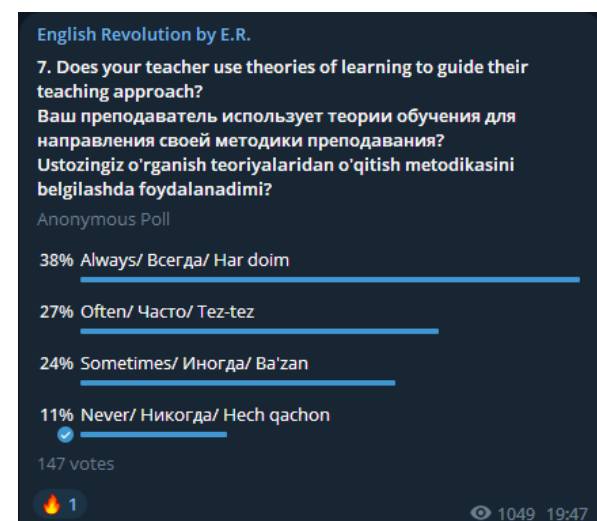 English Revolution by E.R.
7. Does your teacher use theories of learning to guide their
teaching approach?
Ваш преподаватель использует теории обучения для
направления своей методики преподавания?
Ustozingiz o'rganish teoriyalaridan o'qitish metodikasini
belgilashda foydalanadimi?
Anonymous Poll
38% Always/ Всегда/ Har doim
27% Often/ Часто/ Tez-tez
24% Sometimes/ Иногда/ Ba'zan
11% Never/ Никогда/ Hech qachon
147 votes
🔥 1
1049 19:47